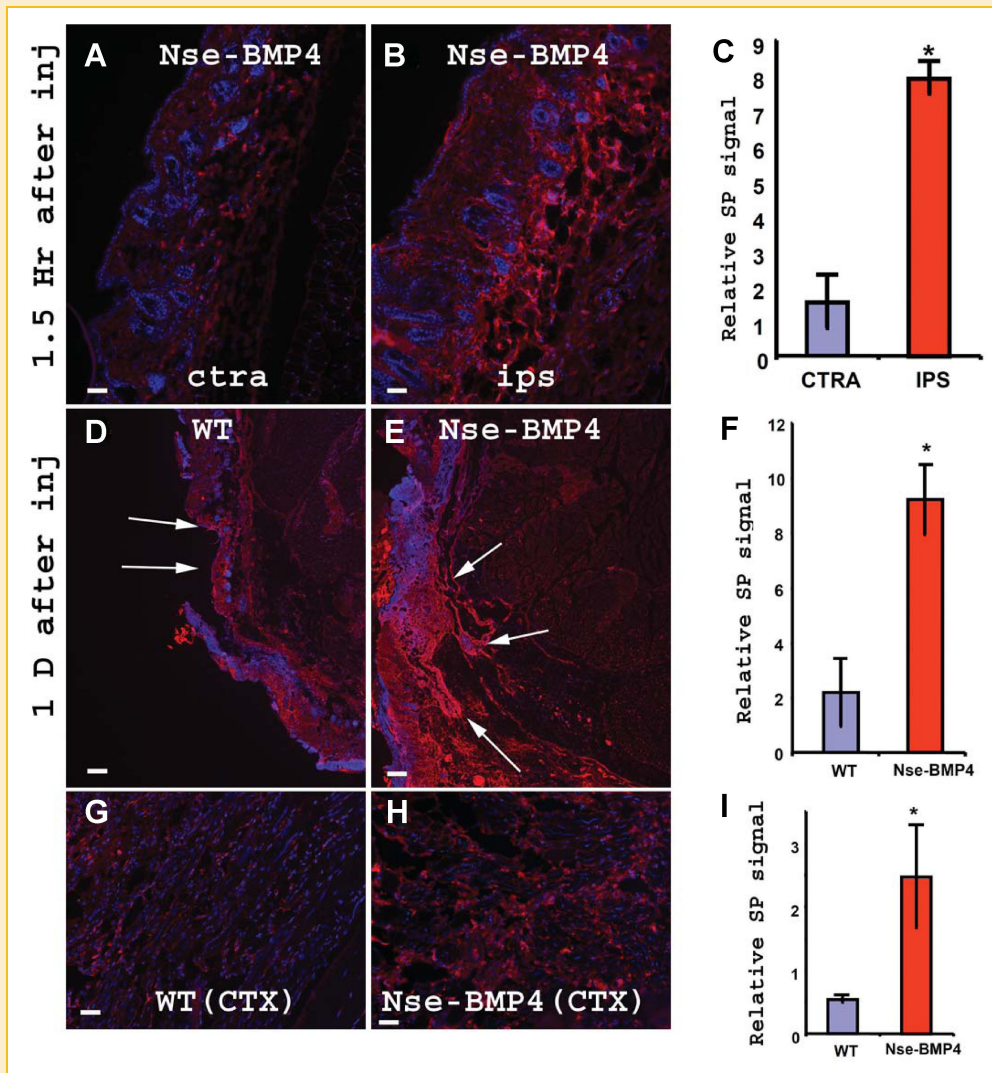 1.5 Hr after inj
A
Nse-BMP4
ctra
B
Nse-BMP4
ips
C
Relative SP signal
9
8
7
6
5
4
3
2
1
0
*
CTRA
IPS
1 D after inj
D
WT
E
Nse-BMP4
F
Relative SP signal
12
10
8
6
4
2
0
*
WT
Nse-BMP4
G
WT(CTX)
H
Nse-BMP4(CTX)
I
Relative SP signal
3
2
1
0
*
WT
Nse-BMP4